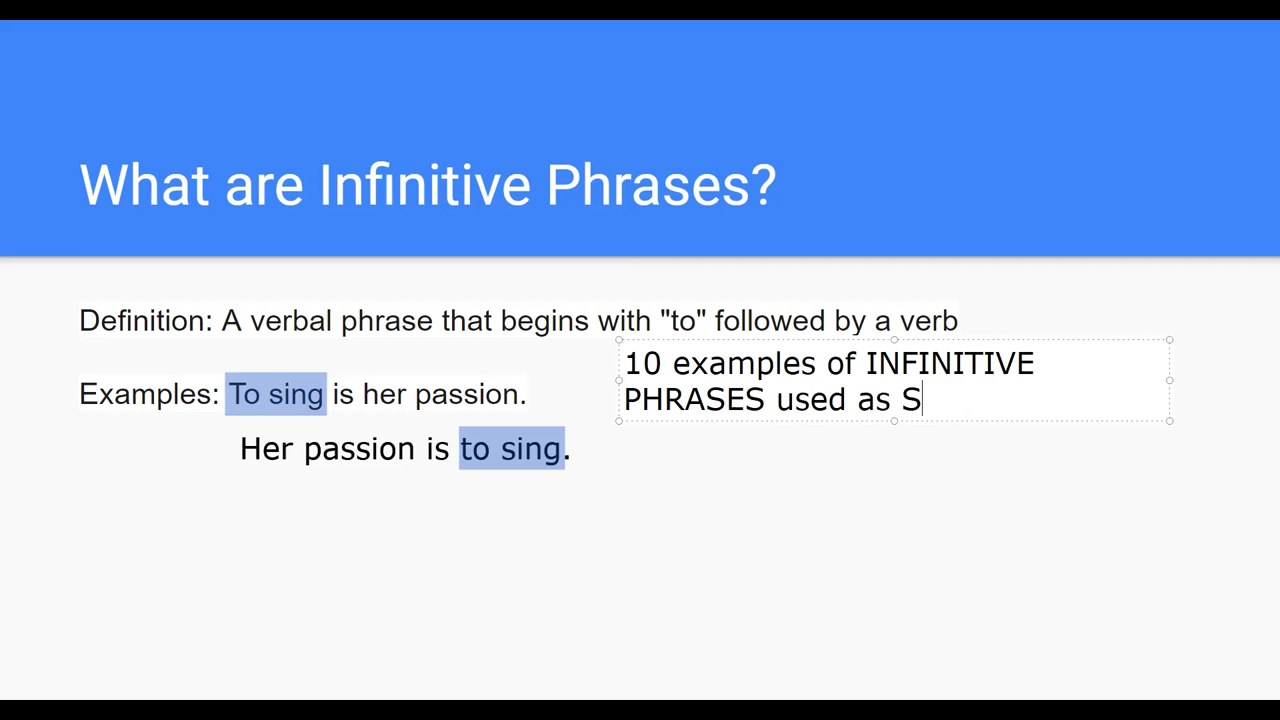 What are Infinitive Phrases?
Definition: A verbal phrase that begins with "to" followed by a verb
10 examples of INFINITIVE
PHRASES used as S
Examples: To sing is her passion.
Her passion is to sing.